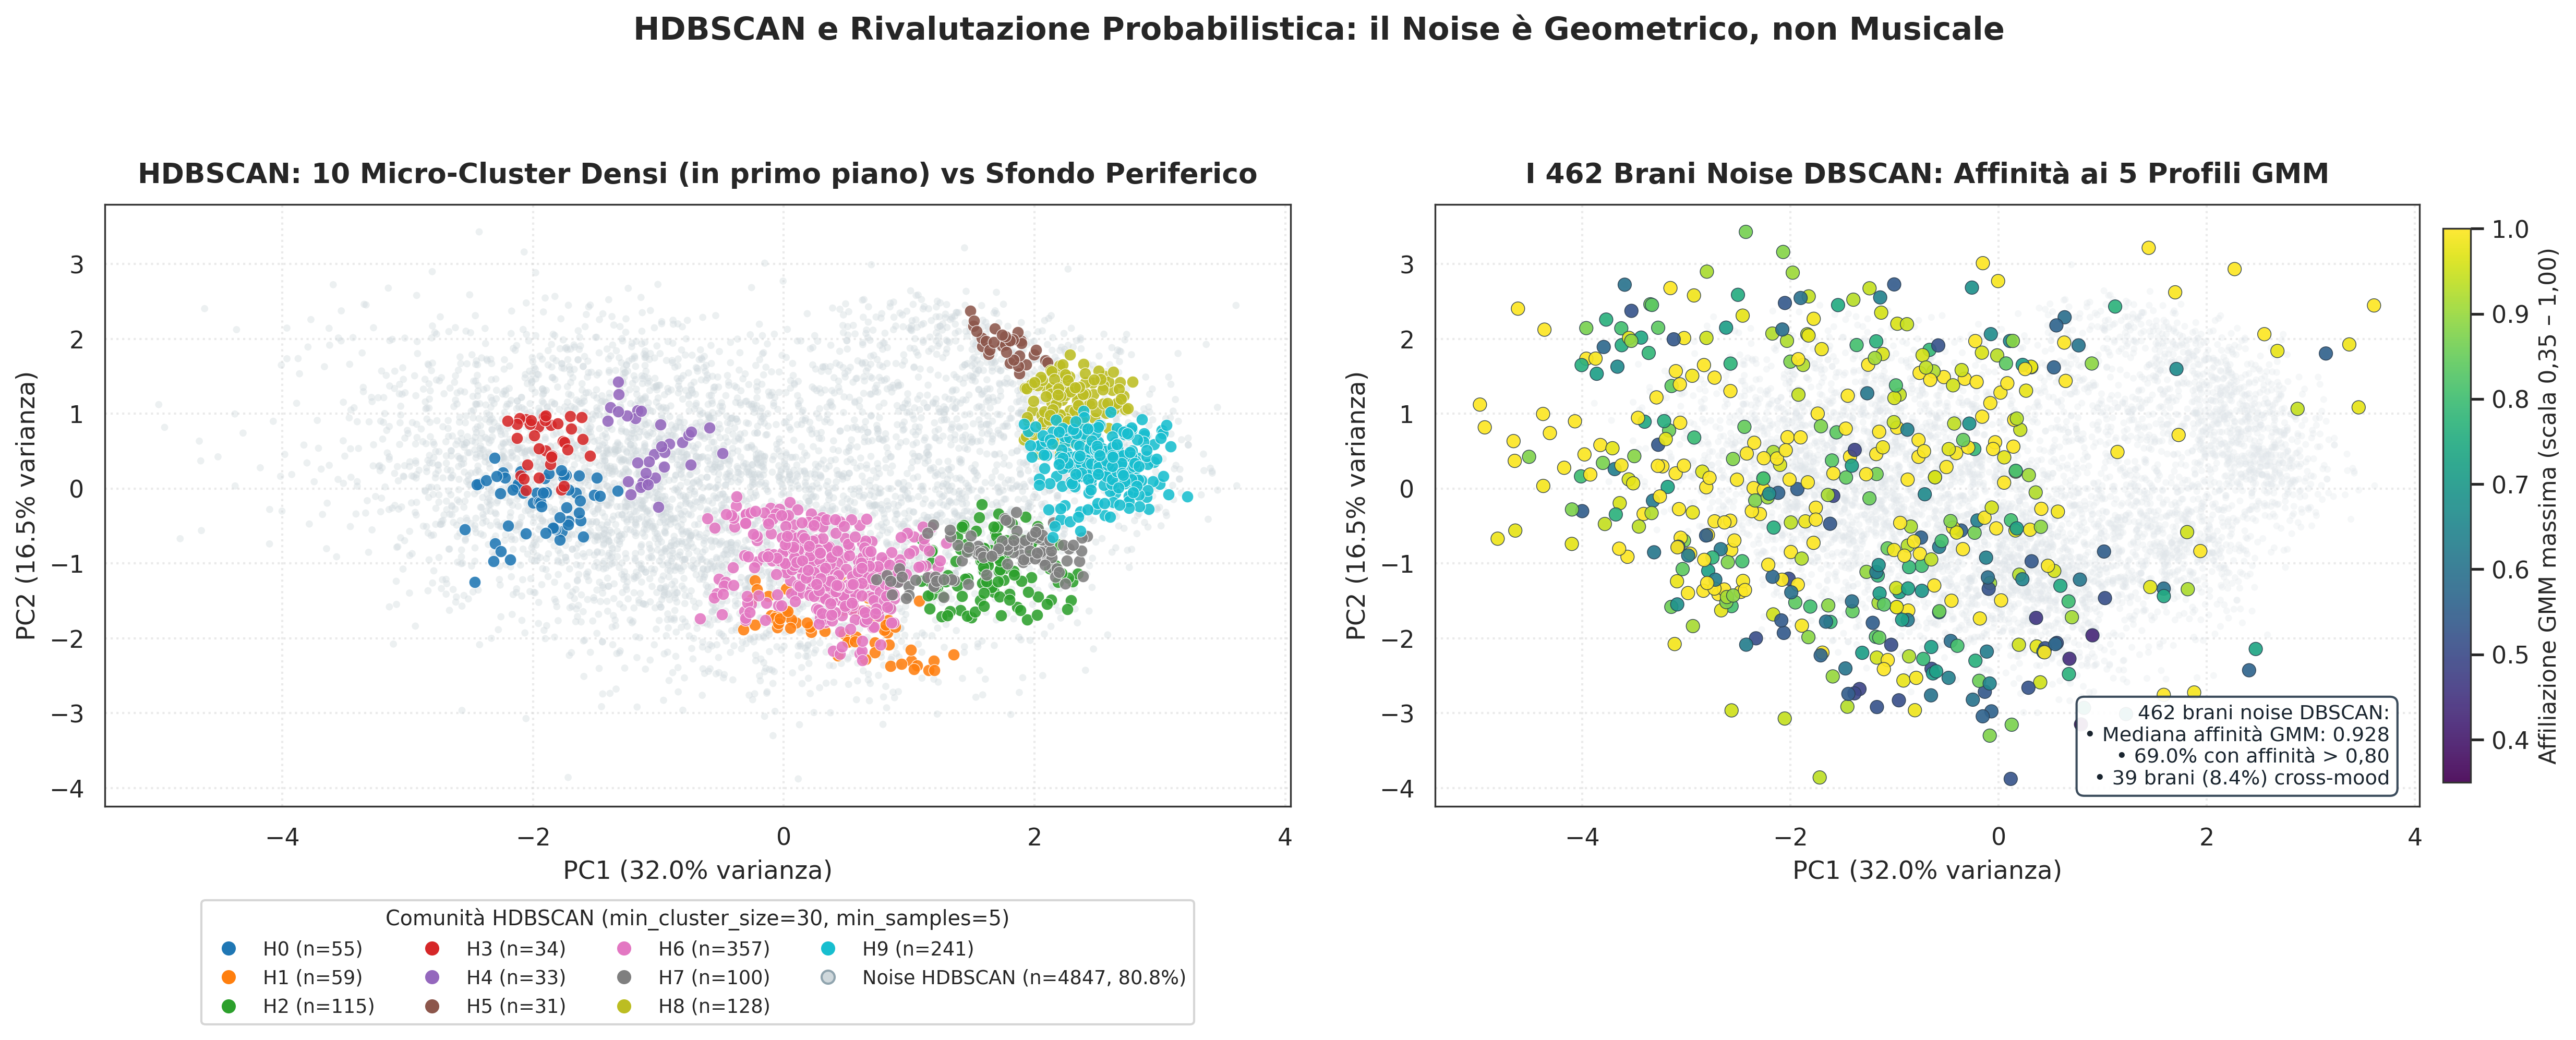 HDBSCAN e Rivalutazione Probabilistica: il Noise è Geometrico, non Musicale
HDBSCAN: 10 Micro-Cluster Densi (in primo piano) vs Sfondo Periferico
3
2
1
0
−1
−2
−3
−4
PC2 (16.5% varianza)
−4
−2
0
2
4
PC1 (32.0% varianza)
Comunità HDBSCAN (min_cluster_size=30, min_samples=5)
H0 (n=55)
H1 (n=59)
H2 (n=115)
H3 (n=34)
H4 (n=33)
H5 (n=31)
H6 (n=357)
H7 (n=100)
H8 (n=128)
H9 (n=241)
Noise HDBSCAN (n=4847, 80.8%)
I 462 Brani Noise DBSCAN: Affinità ai 5 Profili GMM
3
2
1
0
−1
−2
−3
−4
PC2 (16.5% varianza)
−4
−2
0
2
4
PC1 (32.0% varianza)
462 brani noise DBSCAN:
• Mediana affinità GMM: 0.928
• 69.0% con affinità > 0,80
• 39 brani (8.4%) cross-mood
1.0
0.9
0.8
0.7
0.6
0.5
0.4
Affiliazione GMM massima (scala 0,35 – 1,00)